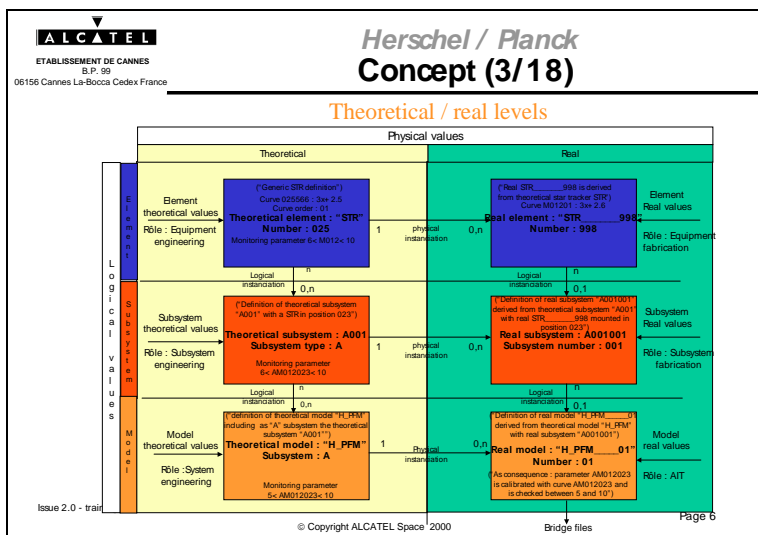 ALCATEL
ETABLISSEMENT DE CANNES
B.P. 99
06156 Cannes La-Bocca Cedex France
Herschel / Planck
Concept (3/18)
Theoretical / real levels
Physical values
Theoretical
Real
Logical values
Element
Element
theoretical values
Rôle : Equipment
engineering
("Generic STR definition")
Curve 025566 : 3x+ 2.5
Curve order : 01
Theoretical element : "STR"
Number : 025
Monitoring parameter 6< M012< 10
1
physical
instanciation
0,n
("Real STR______998 is derived
from theoretical star tracker STR")
Curve M01201 : 3x+ 2.6
Real element : "STR______998"
Number : 998
Element
Real values
Rôle : Equipment
fabrication
n
Logical
instanciation
0,n
n
Logical
instanciation
0,1
Subsystem
Subsystem
theoretical values
Rôle : Subsystem
engineering
("Definition of theoretical subsystem
"A001" with a STR in position 023")
Theoretical subsystem : A001
Subsystem type : A
Monitoring parameter
6< AM012023< 10
1
physical
instanciation
0,n
("Definition of real subsystem "A001001"
derived from theoretical subsystem "A001"
with real STR______998 mounted in
position 023")
Real subsystem : A001001
Subsystem number : 001
Subsystem
Real values
Rôle : Subsystem
fabrication
n
Logical
instanciation
0,n
n
Logical
instanciation
0,1
Model
Model
theoretical values
Rôle :System
engineering
("definition of theoretical model "H_PFM"
including as "A" subsystem the theoretical
subsystem "A001"")
Theoretical model : "H_PFM"
Subsystem : A
Monitoring parameter
5< AM012023< 10
1
Physical
instanciation
0,n
("Definition of real model "H_PFM____01"
derived from theoretical model "H_PFM"
with real subsystem "A001001")
Real model : "H_PFM____01"
Number : 01
"As consequence : parameter AM012023
is calibrated with curve AM012023 and
is checked between 5 and 10")
Model
real values
Rôle : AIT
Issue 2.0 - train
© Copyright ALCATEL Space 2000
Bridge files
Page 6